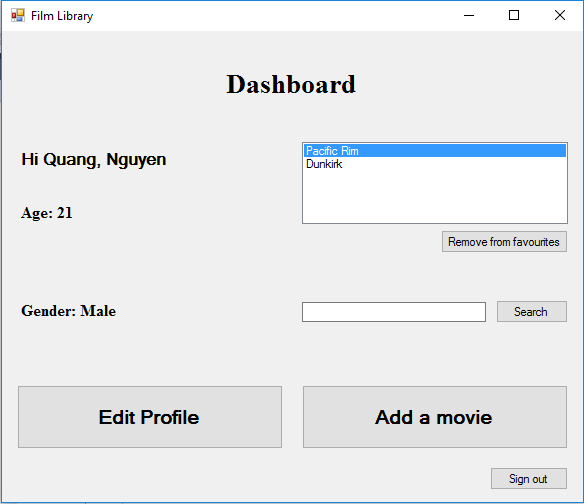 Film Library
Dashboard
Hi Quang, Nguyen
Pacific Rim
Dunkirk
Age: 21
Remove from favourites
Gender: Male
Search
Edit Profile
Add a movie
Sign out